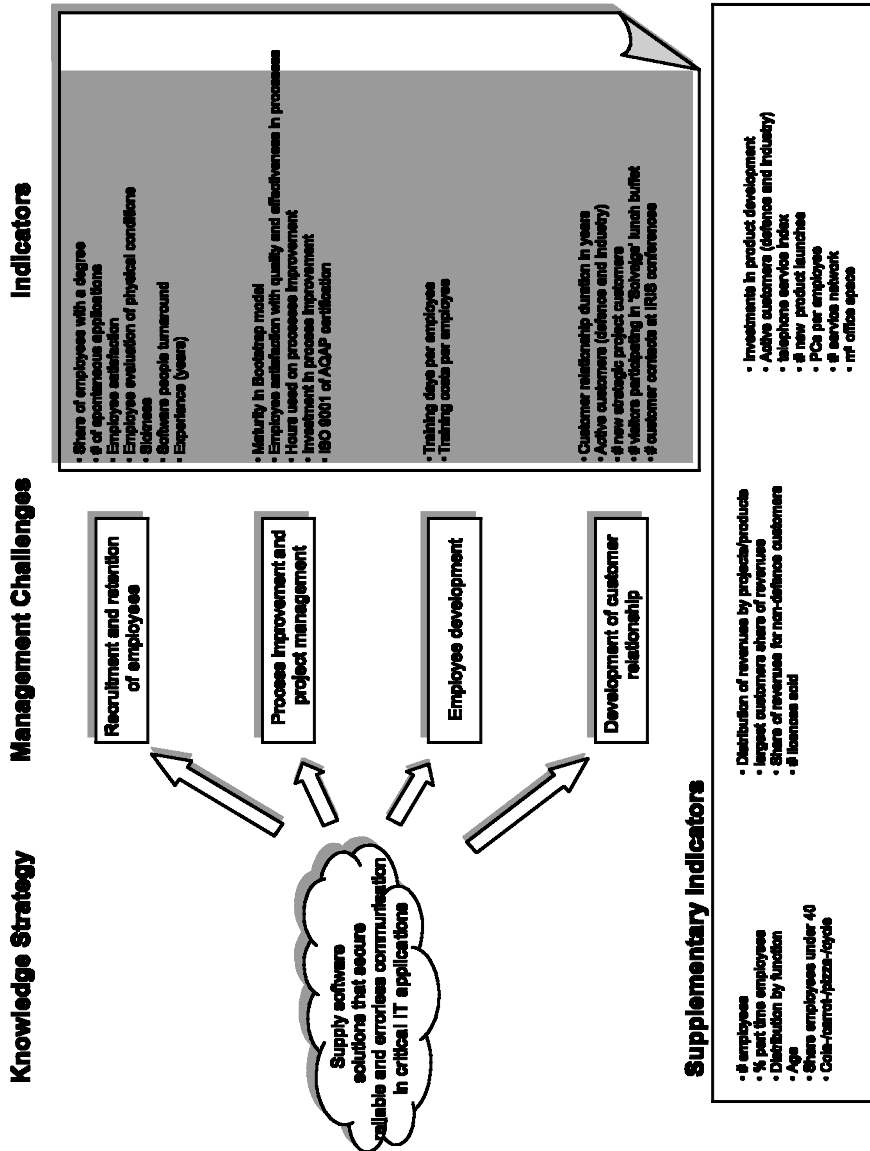 Knowledge Strategy
Management Challenges
Indicators
Supply software
solutions that secure
reliable and errorless communication
in critical IT applications
Recruitment and retention
of employees
• Share of employees with a degree
• # of spontaneous applications
• Employee satisfaction
• Employee evaluation of physical conditions
• Sickness
• Software people turnaround
• Experience (years)
Process improvement and
project management
• Maturity in Bootstrap model
• Employee satisfaction with quality and effectiveness in processes
• Hours used on processes improvement
• Investment in process improvement
• ISO 9001 of AQAP certification
Employee development
• Training days per employee
• Training costs per employee
Development of customer
relationship
• Customer relationship duration in years
• Active customers (defence and industry)
• # new strategic project customers
• # visitors participating in 'Solvalgs' lunch buffet
• # customer contacts at IRIS conferences
Supplementary Indicators
• # employees
• % part time employees
• Distribution by function
• Age
• Share employees under 40
• Cola-/carrot-/pizza-/cycle
• Distribution of revenues by projects/products
• largest customers share of revenues
• Share of revenues for non-defence customers
• # licences sold
• Investments in product development
• Active customers (defence and industry)
• telephone service index
• # new product launches
• PCs per employee
• # service network
• m² office space